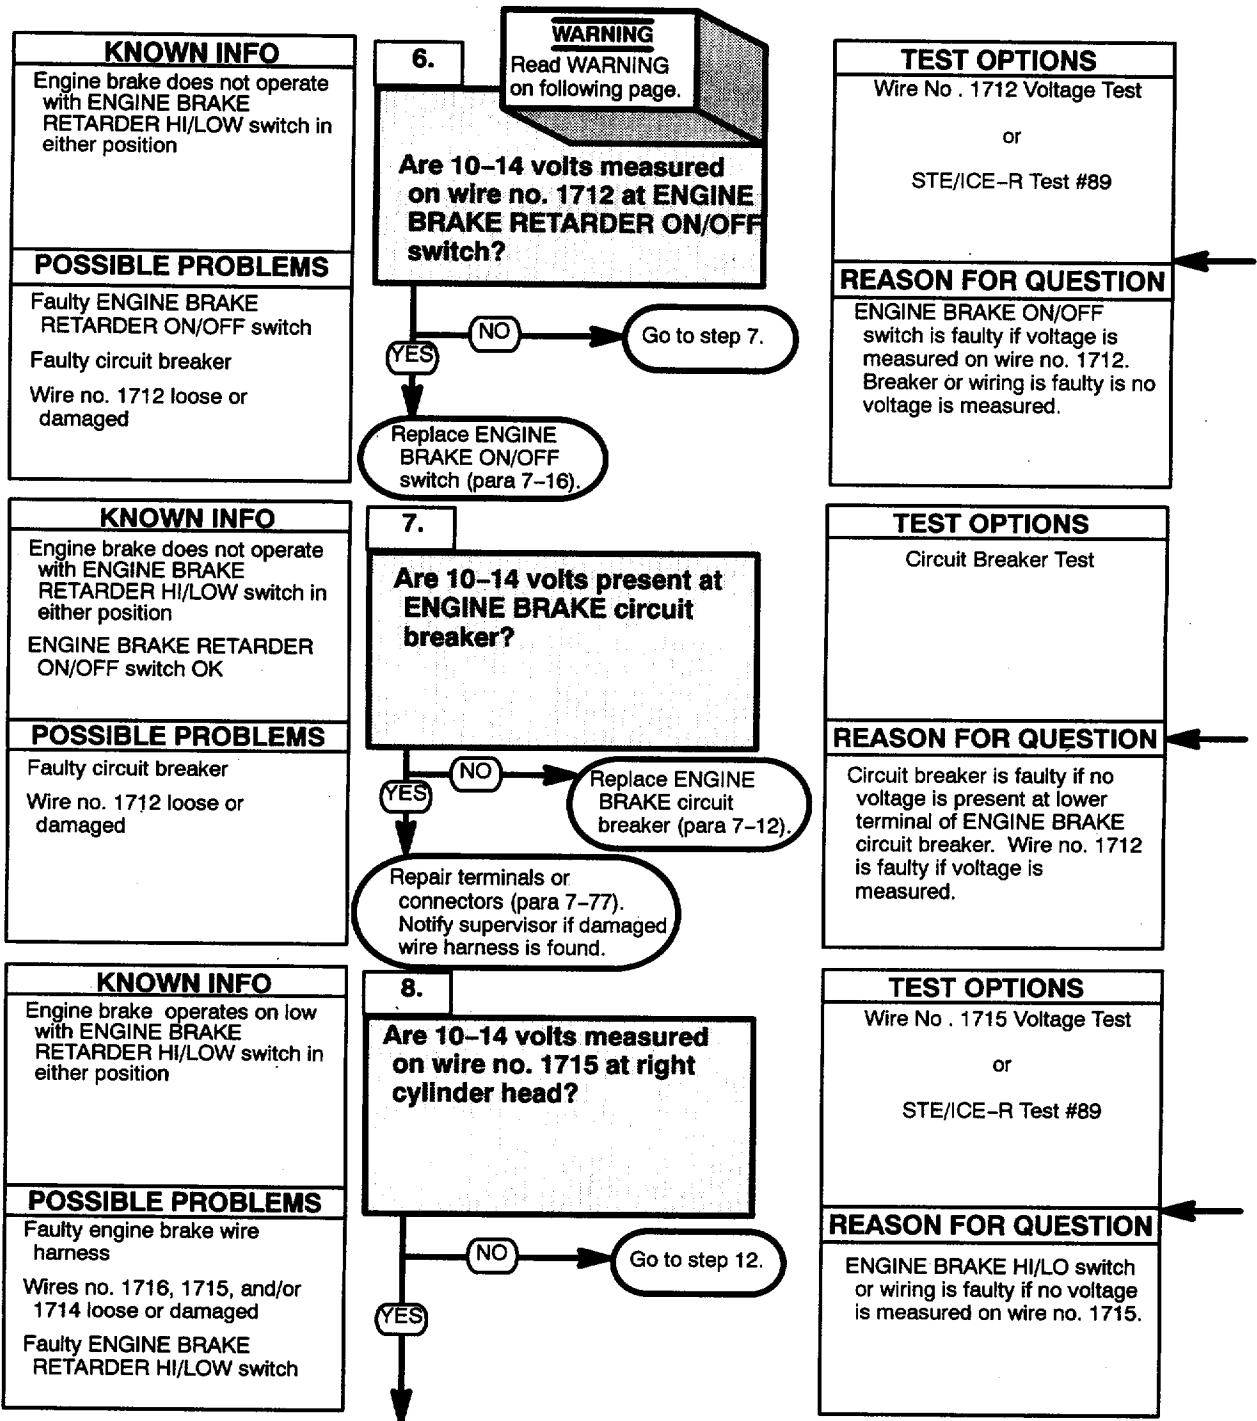 KNOWN INFO
Engine brake does not operate
with ENGINE BRAKE
RETARDER HI/LOW switch in
either position
POSSIBLE PROBLEMS
Faulty ENGINE BRAKE
RETARDER ON/OFF switch
Faulty circuit breaker
Wire no. 1712 loose or
damaged
6.
WARNING
Read WARNING
on following page.
Are 10–14 volts measured
on wire no. 1712 at ENGINE
BRAKE RETARDER ON/OFF
switch?
NO
Go to step 7.
YES
Replace ENGINE
BRAKE ON/OFF
switch (para 7–16).
TEST OPTIONS
Wire No . 1712 Voltage Test
or
STE/ICE–R Test #89
REASON FOR QUESTION
ENGINE BRAKE ON/OFF
switch is faulty if voltage is
measured on wire no. 1712.
Breaker or wiring is faulty is no
voltage is measured.
KNOWN INFO
Engine brake does not operate
with ENGINE BRAKE
RETARDER HI/LOW switch in
either position
ENGINE BRAKE RETARDER
ON/OFF switch OK
POSSIBLE PROBLEMS
Faulty circuit breaker
Wire no. 1712 loose or
damaged
7.
Are 10–14 volts present at
ENGINE BRAKE circuit
breaker?
NO
Replace ENGINE
BRAKE circuit
breaker (para 7–12).
YES
Repair terminals or
connectors (para 7–77).
Notify supervisor if damaged
wire harness is found.
TEST OPTIONS
Circuit Breaker Test
REASON FOR QUESTION
Circuit breaker is faulty if no
voltage is present at lower
terminal of ENGINE BRAKE
circuit breaker. Wire no. 1712
is faulty if voltage is
measured.
KNOWN INFO
Engine brake operates on low
with ENGINE BRAKE
RETARDER HI/LOW switch in
either position
POSSIBLE PROBLEMS
Faulty engine brake wire
harness
Wires no. 1716, 1715, and/or
1714 loose or damaged
Faulty ENGINE BRAKE
RETARDER HI/LOW switch
8.
Are 10–14 volts measured
on wire no. 1715 at right
cylinder head?
NO
Go to step 12.
YES
TEST OPTIONS
Wire No . 1715 Voltage Test
or
STE/ICE–R Test #89
REASON FOR QUESTION
ENGINE BRAKE HI/LO switch
or wiring is faulty if no voltage
is measured on wire no. 1715.